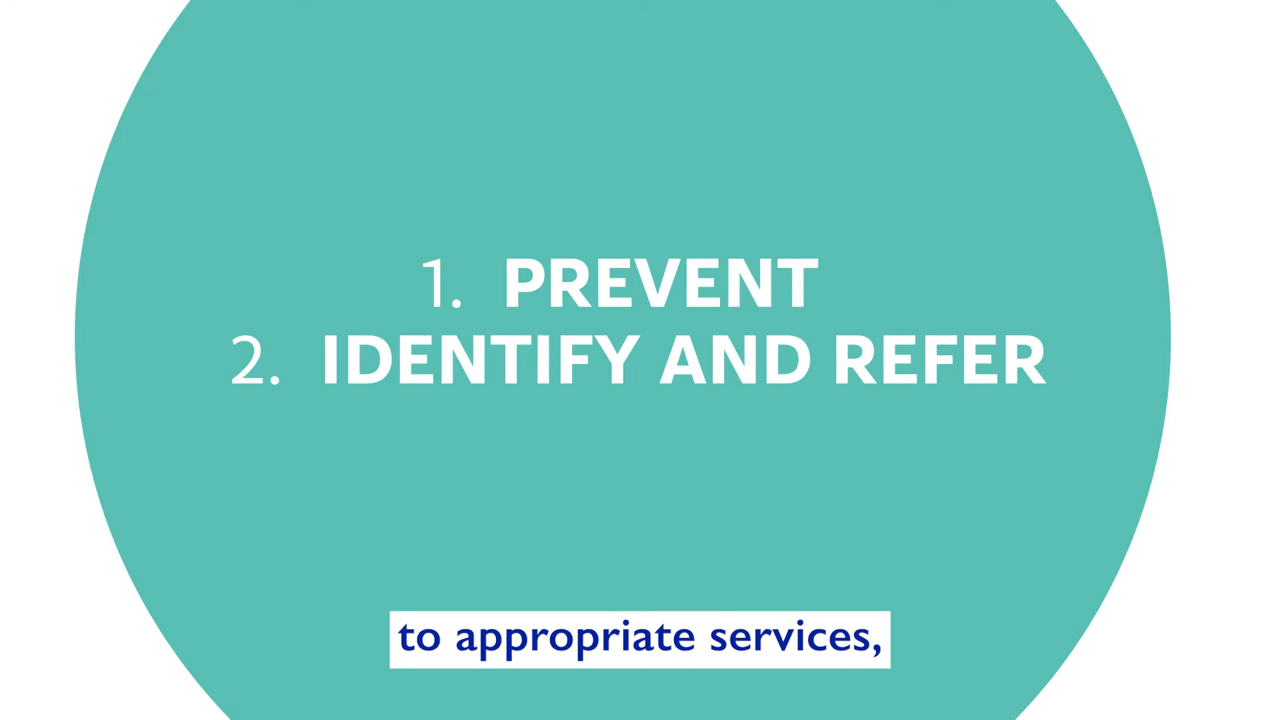 1. PREVENT
2. IDENTIFY AND REFER
to appropriate services,